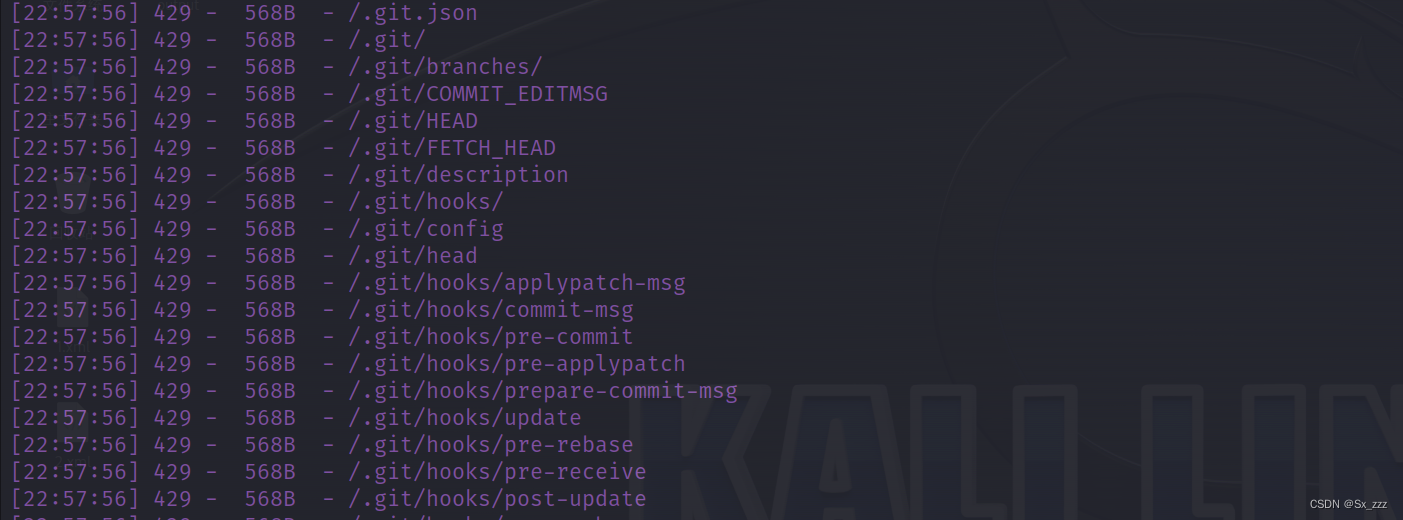 [22:57:56] 429 -  568B  - /.git.json
[22:57:56] 429 -  568B  - /.git/
[22:57:56] 429 -  568B  - /.git/branches/
[22:57:56] 429 -  568B  - /.git/COMMIT_EDITMSG
[22:57:56] 429 -  568B  - /.git/HEAD
[22:57:56] 429 -  568B  - /.git/FETCH_HEAD
[22:57:56] 429 -  568B  - /.git/description
[22:57:56] 429 -  568B  - /.git/hooks/
[22:57:56] 429 -  568B  - /.git/config
[22:57:56] 429 -  568B  - /.git/head
[22:57:56] 429 -  568B  - /.git/hooks/applypatch-msg
[22:57:56] 429 -  568B  - /.git/hooks/commit-msg
[22:57:56] 429 -  568B  - /.git/hooks/pre-commit
[22:57:56] 429 -  568B  - /.git/hooks/pre-applypatch
[22:57:56] 429 -  568B  - /.git/hooks/prepare-commit-msg
[22:57:56] 429 -  568B  - /.git/hooks/update
[22:57:56] 429 -  568B  - /.git/hooks/pre-rebase
[22:57:56] 429 -  568B  - /.git/hooks/pre-receive
[22:57:56] 429 -  568B  - /.git/hooks/post-update
KALI LIN
CSDN @Sx_zzz